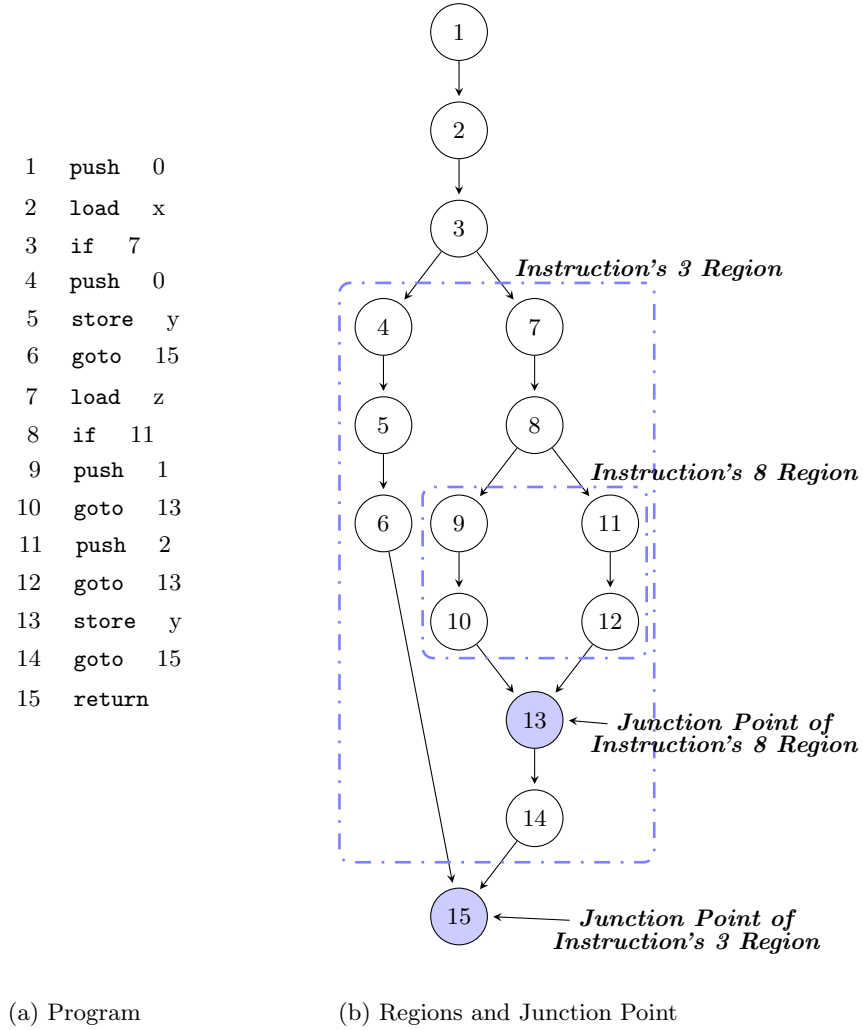 1 push 0
2 load x
3 if 7
4 push 0
5 store y
6 goto 15
7 load z
8 if 11
9 push 1
10 goto 13
11 push 2
12 goto 13
13 store y
14 goto 15
15 return
(a) Program
1
2
3
Instruction's 3 Region
4 7
5 8
Instruction's 8 Region
6 9 11
10 12
13
Junction Point of
Instruction's 8 Region
14
15
Junction Point of
Instruction's 3 Region
(b) Regions and Junction Point